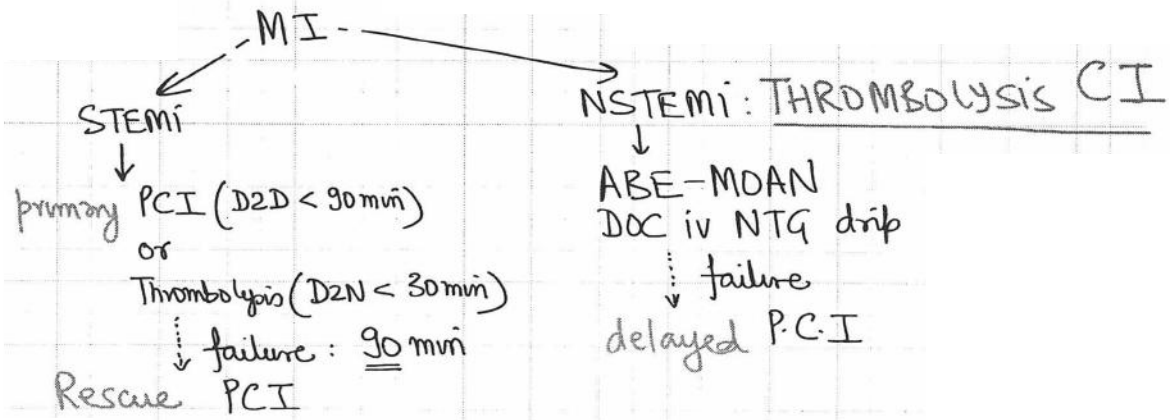 MI
STEMi
primary PCI (D2D < 90 min)
or
Thrombolysis (D2N < 30 min)
failure : 90 min
Rescue PCI
NSTEMi : THROMBOLYSIS CI
ABE-MOAN
DOC iv NTG drip
failure
delayed P.C.I